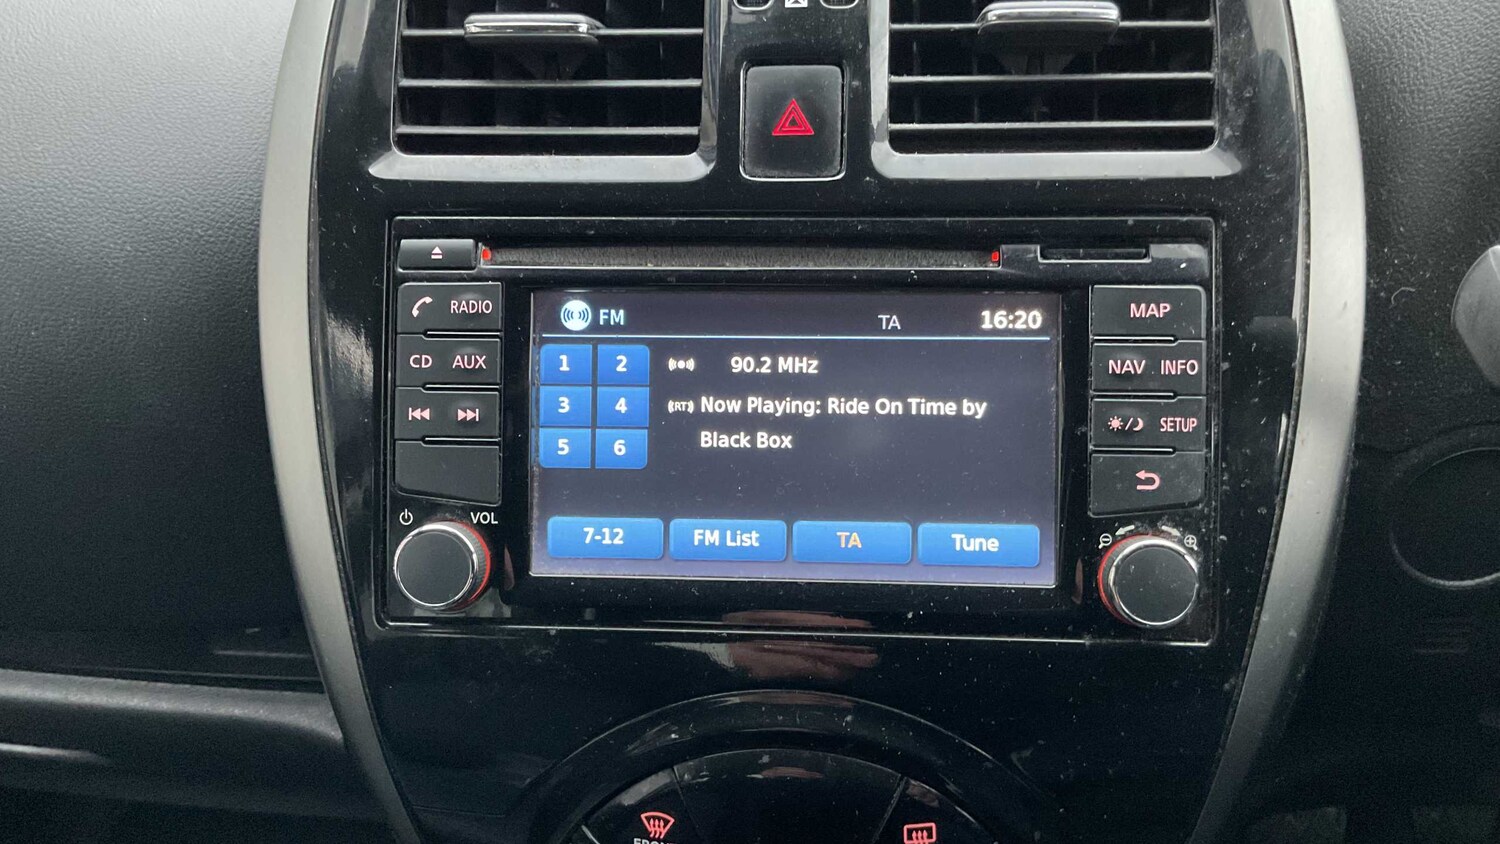 RADIO
CD AUX
VOL
FM TA 16:20
1 2
3 4
5 6
90.2 MHz
(RT) Now Playing: Ride On Time by
Black Box
7-12 FM List TA Tune
MAP
NAV INFO
SETUP